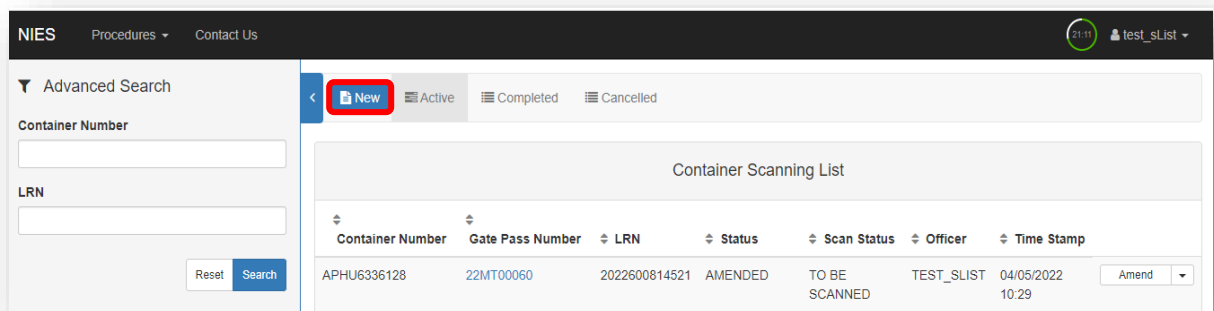 NIES Procedures Contact Us 21:11 test_sList
Advanced Search
Container Number
LRN
Reset Search
New Active Completed Cancelled
Container Scanning List
Container Number Gate Pass Number LRN Status Scan Status Officer Time Stamp
APHU6336128 22MT00060 2022600814521 AMENDED TO BE TEST_SLIST 04/05/2022 Amend
SCANNED 10:29